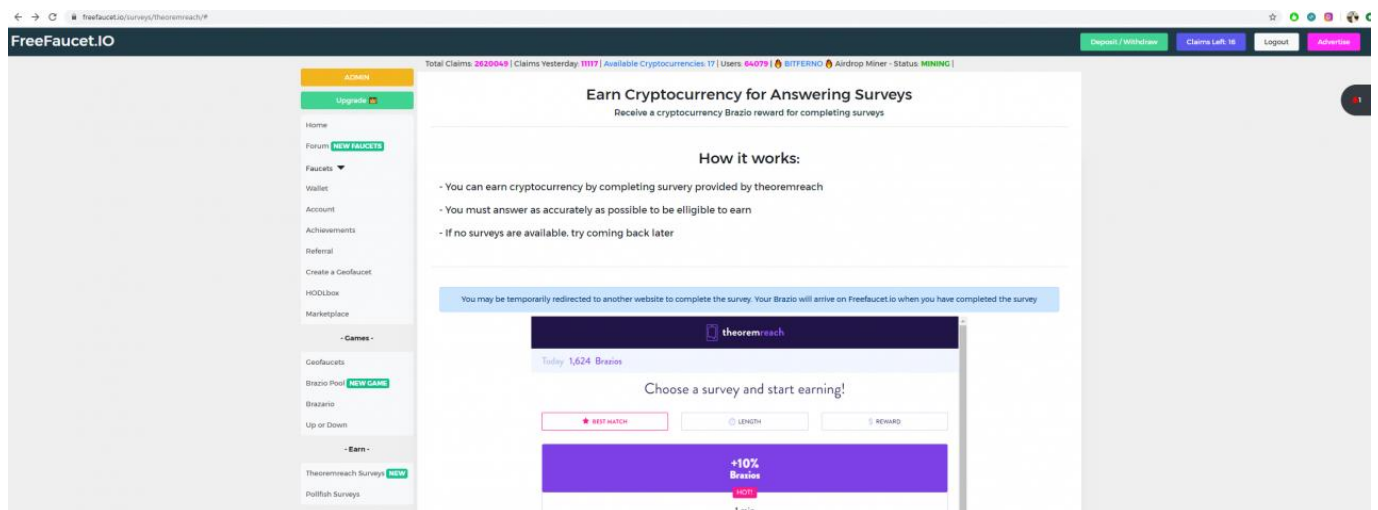 freefaucet.io/surveys/theoremreach/#
FreeFaucet.IO
Deposit / Withdraw
Claims Left: 16
Logout
Advertise
Total Claims: 2620049 | Claims Yesterday: 11117 | Available Cryptocurrencies: 17 | Users: 64079 | BITFERNO Airdrop Miner - Status: MINING |
ADMIN
Upgrade
Home
Forum NEW FAUCETS
Faucets
Wallet
Account
Achievements
Referral
Create a Geofaucet
HODLbox
Marketplace
- Games -
Geofaucets
Brazio Pool NEW GAME
Brazario
Up or Down
- Earn -
Theoremreach Surveys NEW
Pollfish Surveys
Earn Cryptocurrency for Answering Surveys
Receive a cryptocurrency Brazio reward for completing surveys
How it works:
- You can earn cryptocurrency by completing survery provided by theoremreach
- You must answer as accurately as possible to be elligible to earn
- If no surveys are available, try coming back later
You may be temporarily redirected to another website to complete the survey. Your Brazio will arrive on Freefaucet.io when you have completed the survey
theoremreach
Today 1,624 Brazios
Choose a survey and start earning!
BEST MATCH
LENGTH
REWARD
+10%
Brazios
HOT!